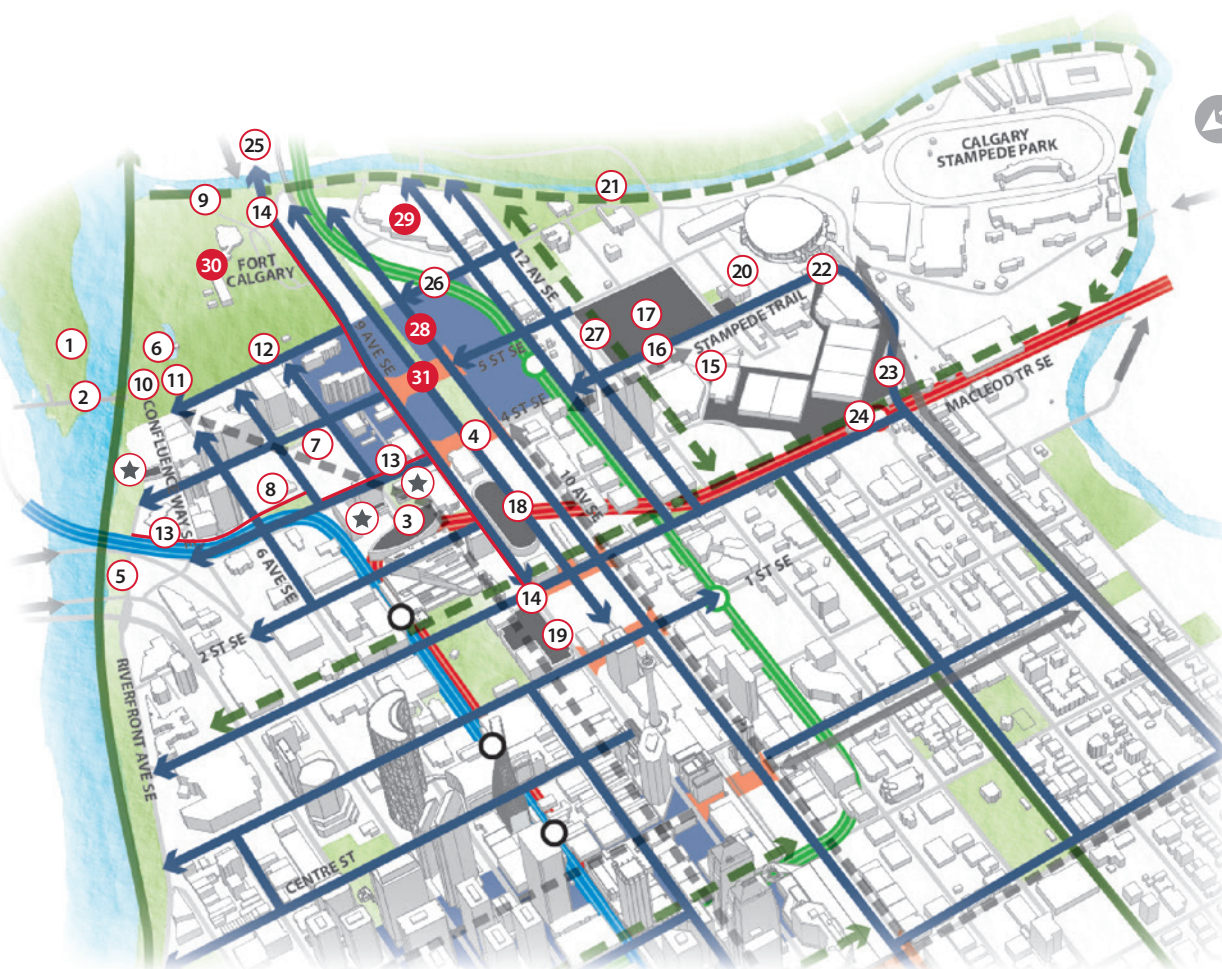 25
CALGARY
STAMPEDE PARK
21
9
14
29
12 AV SE
30
FORT
CALGARY
20
22
26
17
STAMPEDE TRAIL
28
27
9 AVE SE
1
6
12
5 ST SE
16
15
31
10
11
23
MACLEOD TR SE
2
4 ST SE
24
CONFLUENCE WAY SE
7
4
13
8
18
10 AVE SE
3
13
6 AVE SE
5
1 ST SE
14
19
2 ST SE
RIVERFRONT AVE SE
CENTRE ST